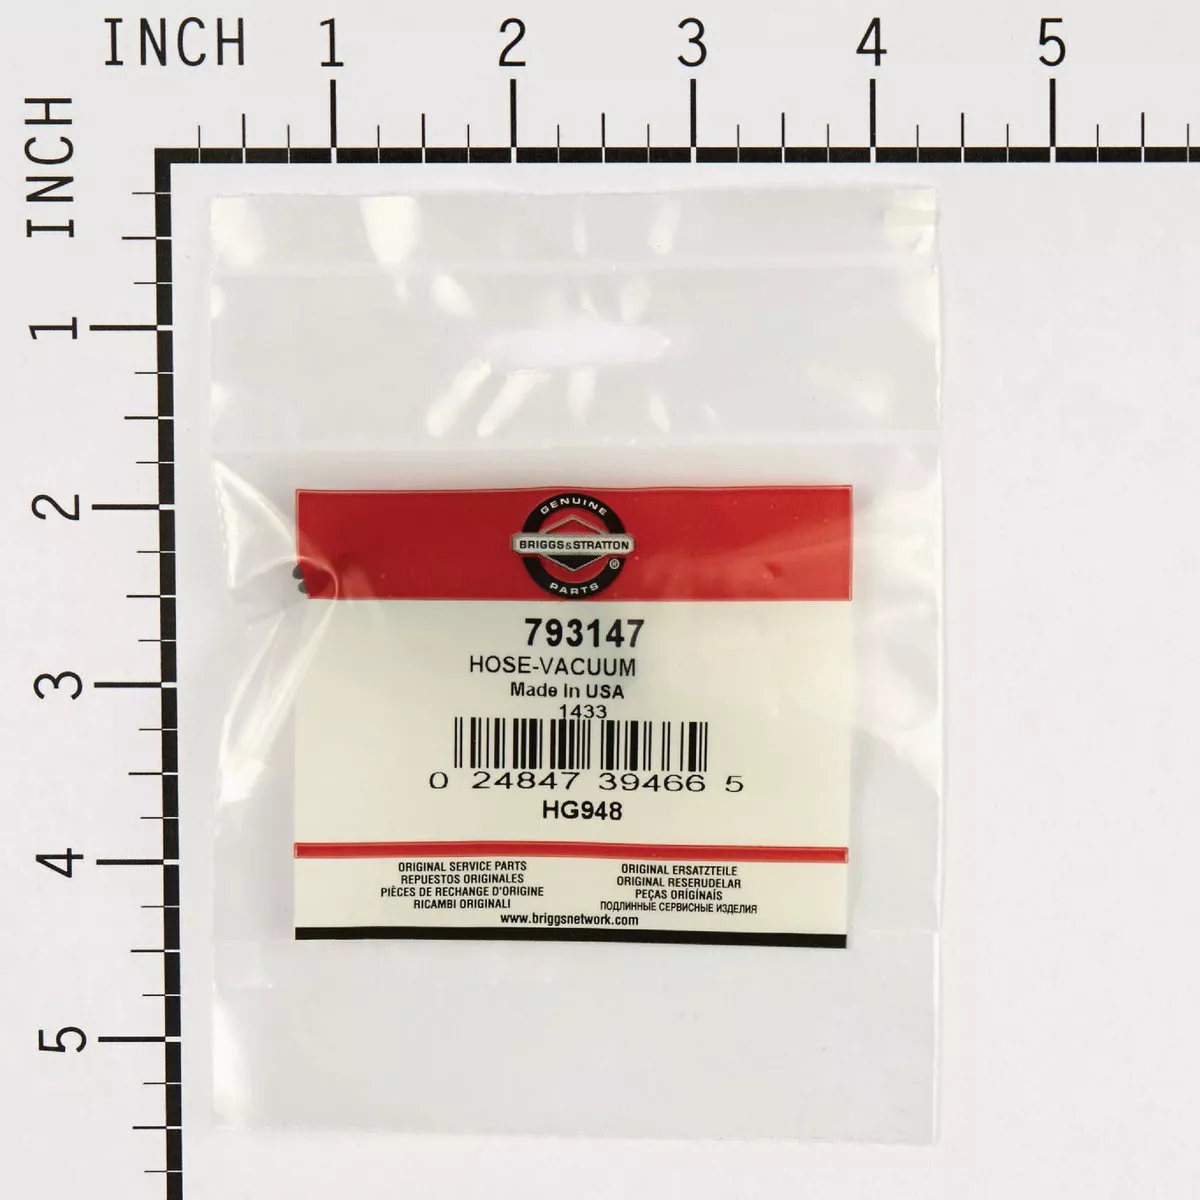 INCH 1 2 3 4 5
INCH
1
2
3
4
5
GENUINE
BRIGGS&STRATTON
®
PARTS
793147
HOSE-VACUUM
Made in USA
1433
0 24847 39466 5
HG948
ORIGINAL SERVICE PARTS
REPUESTOS ORIGINALES
PIÈCES DE RECHANGE D'ORIGINE
RICAMBI ORIGINALI
ORIGINAL ERSATZTEILE
ORIGINAL RESERUDELAR
PEÇAS ORIGINAIS
ПОДЛИННЫЕ СЕРВИСНЫЕ ИЗДЕЛИЯ
www.briggsnetwork.com